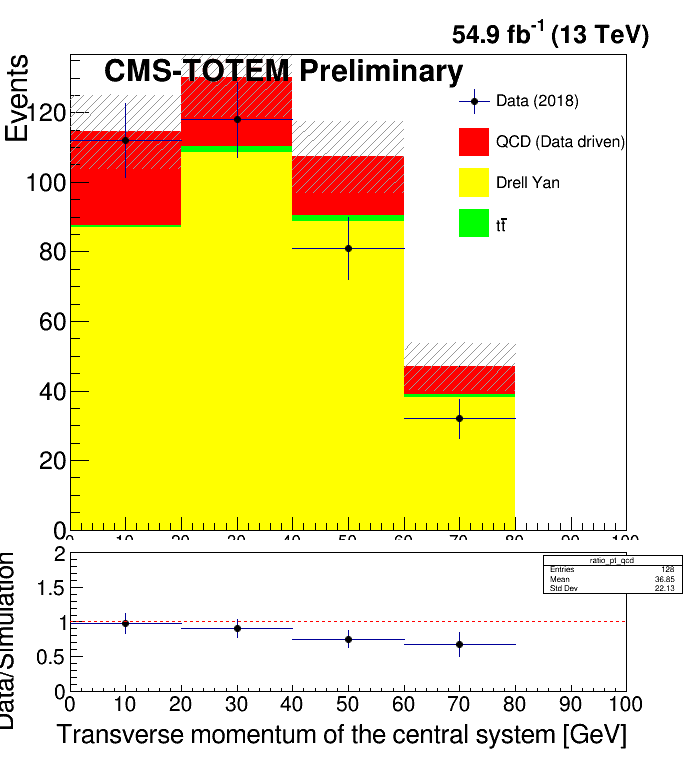 54.9 fb-1 (13 TeV)
CMS-TOTEM Preliminary
Events
120
100
80
60
40
20
0
Data (2018)
QCD (Data driven)
Drell Yan
tt̄
0 10 20 30 40 50 60 70 80 90 100
Data/Simulation
2
1.5
1
0.5
0
ratio_pt_qcd
Entries 128
Mean 36.85
Std Dev 22.13
0 10 20 30 40 50 60 70 80 90 100
Transverse momentum of the central system [GeV]